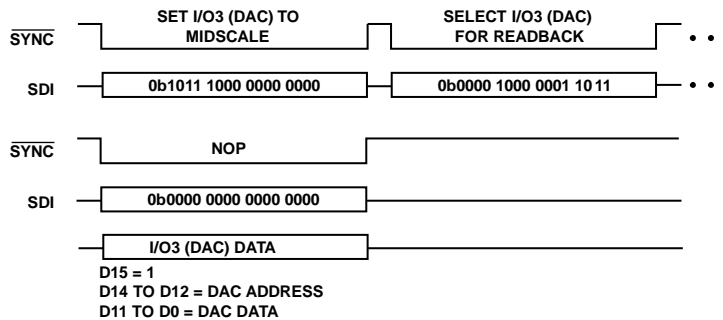 SET I/O3 (DAC) TO
MIDSCALE
SELECT I/O3 (DAC)
FOR READBACK
SYNC
SDI
0b1011 1000 0000 0000
0b0000 1000 0001 1011
SYNC
NOP
SDI
0b0000 0000 0000 0000
I/O3 (DAC) DATA
D15 = 1
D14 TO D12 = DAC ADDRESS
D11 TO D0 = DAC DATA